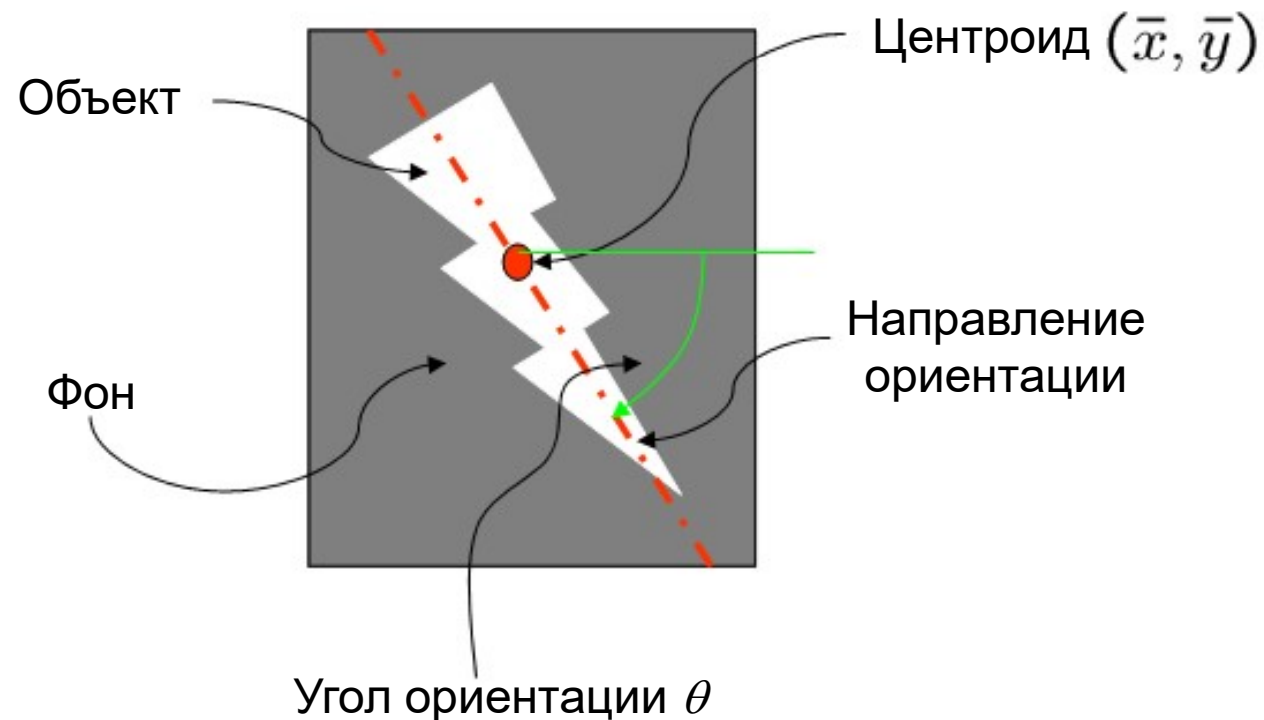 Центроид (x̄, ȳ)
Объект
Направление
ориентации
Фон
Угол ориентации θ